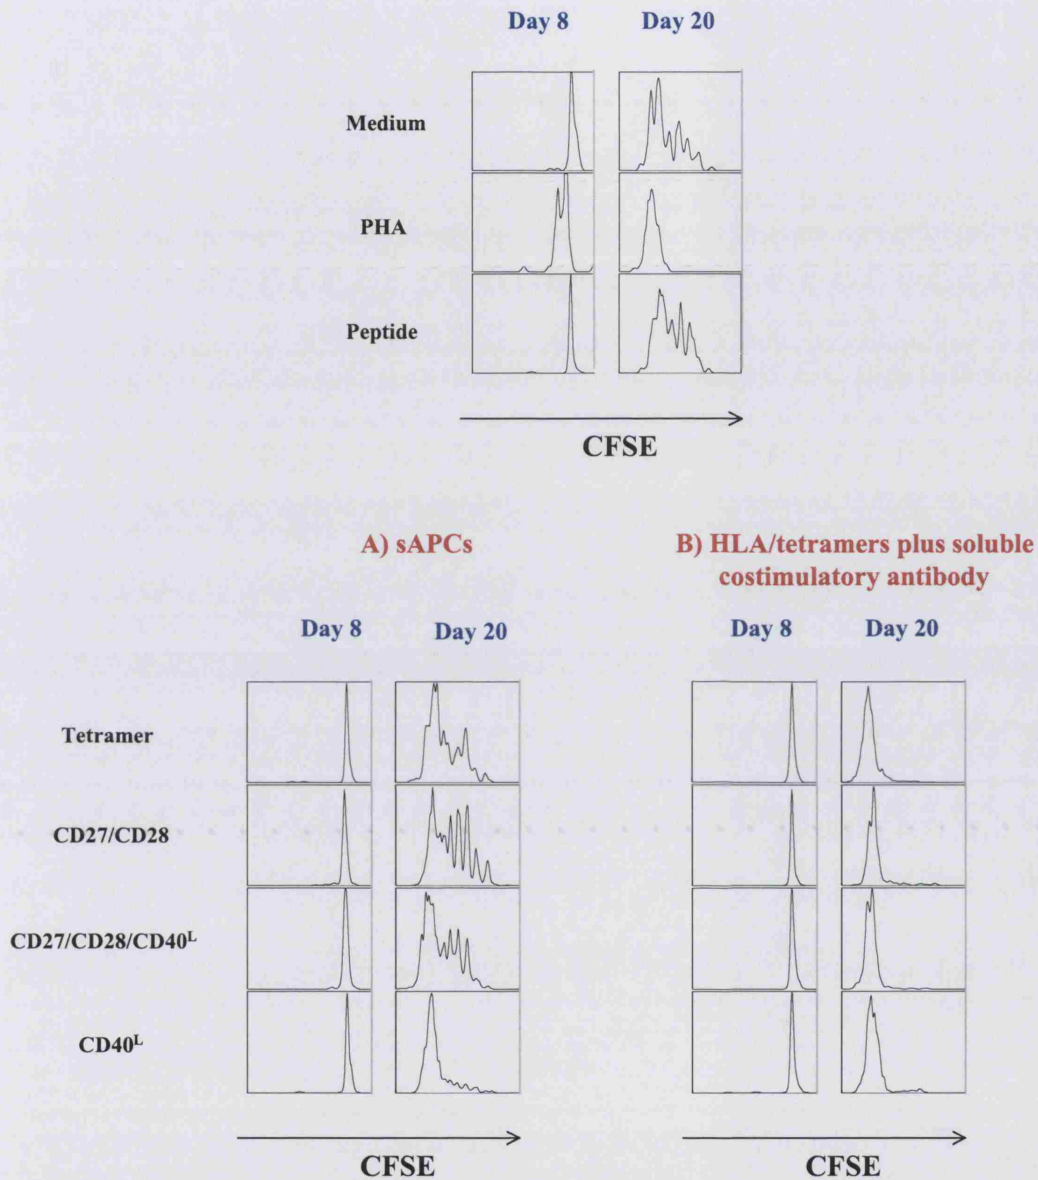 Day 8 Day 20
Medium
PHA
Peptide
CFSE
A) sAPCs
B) HLA/tetramers plus soluble
costimulatory antibody
Day 8 Day 20
Day 8 Day 20
Tetramer
CD27/CD28
CD27/CD28/CD40ᴸ
CD40ᴸ
CFSE
CFSE